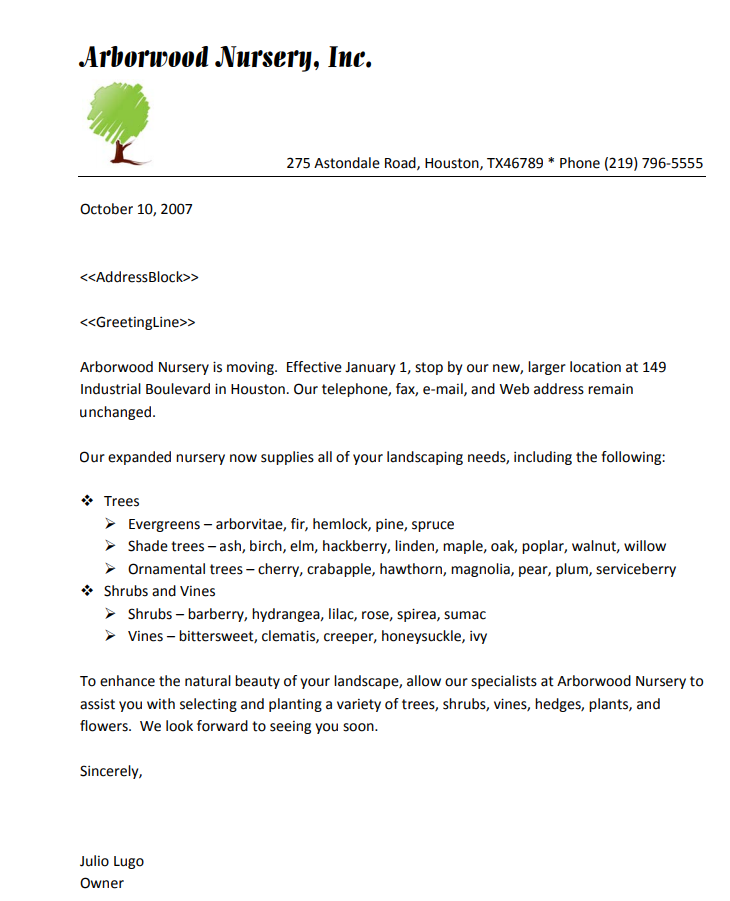 Arborwood Nursery, Inc.
275 Astondale Road, Houston, TX46789 * Phone (219) 796-5555
October 10, 2007
<<AddressBlock>>
<<GreetingLine>>
Arborwood Nursery is moving.  Effective January 1, stop by our new, larger location at 149
Industrial Boulevard in Houston. Our telephone, fax, e-mail, and Web address remain
unchanged.
Our expanded nursery now supplies all of your landscaping needs, including the following:
❖ Trees
➢ Evergreens – arborvitae, fir, hemlock, pine, spruce
➢ Shade trees – ash, birch, elm, hackberry, linden, maple, oak, poplar, walnut, willow
➢ Ornamental trees – cherry, crabapple, hawthorn, magnolia, pear, plum, serviceberry
❖ Shrubs and Vines
➢ Shrubs – barberry, hydrangea, lilac, rose, spirea, sumac
➢ Vines – bittersweet, clematis, creeper, honeysuckle, ivy
To enhance the natural beauty of your landscape, allow our specialists at Arborwood Nursery to
assist you with selecting and planting a variety of trees, shrubs, vines, hedges, plants, and
flowers.  We look forward to seeing you soon.
Sincerely,
Julio Lugo
Owner